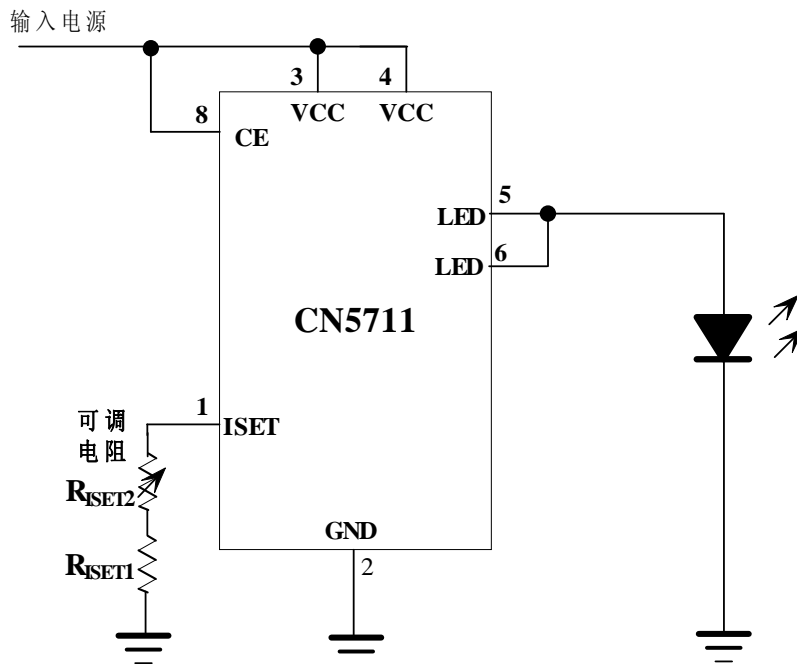 输入电源
3 4
8 VCC VCC
CE
5
LED
6
LED
CN5711
1
可调
电阻
ISET
RISET2
GND
RISET1
2